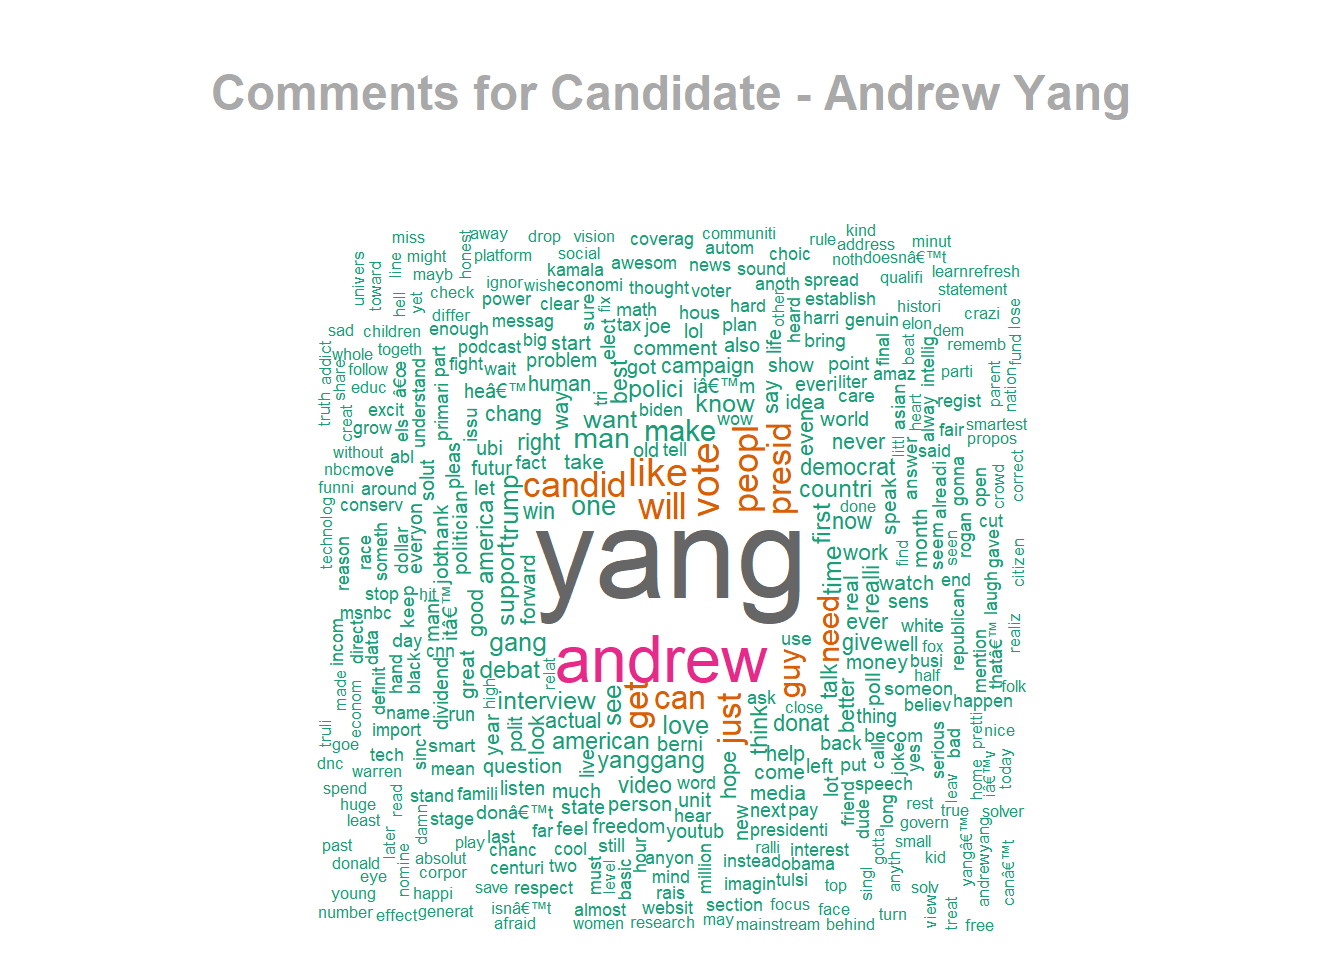 Comments for Candidate - Andrew Yang
miss
away
drop
vision
coverag
communiti
kind
minut
univers
toward
line
might
mayb
honest
platform
social
kamala
awesom
autom
news
sound
choic
rule
address
noth
doesnâ€™t
learn
refresh
hell
yet
check
ignor
wish
economi
thought
voter
anoth
spread
qualifi
statement
power
clear
sure
fix
math
hous
hard
other
establish
histori
crazi
lose
sad
children
differ
enough
messag
big
start
elect
tax
joe
lol
plan
heard
harri
genuin
elon
dem
rememb
fund
addict
truth
whole
togeth
follow
share
â€œ
part
primari
podcast
fight
wait
problem
comment
also
life
bring
final
beat
intellig
parti
nation
parent
educ
creat
excit
grow
els
understand
issu
heâ€™
chang
human
way
tri
best
got
campaign
polici
iâ€™m
show
point
everi
liter
amaz
care
asian
heart
alway
regist
smartest
propos
without
abl
nbc
move
funni
around
conserv
solut
pleas
ubi
futur
let
right
fact
want
man
take
biden
know
wow
say
idea
even
world
never
littl
answer
said
fair
gonna
alreadi
open
crowd
correct
make
old
tell
like
vote
peopl
presid
democrat
countri
candid
will
one
win
trump
support
forward
america
thank
job
politician
everyon
dollar
someth
race
reason
technolog
done
first
now
speak
month
seem
rogan
seen
cut
gave
find
work
time
real
realli
watch
end
laugh
citizen
yang
stop
hit
msnbc
keep
mani
itâ€™
good
gang
incom
direct
data
day
cnn
hand
black
definit
dividend
great
high
debat
relat
andrew
use
guy
need
ever
sens
white
give
well
fox
republican
mention
thatâ€™
realiz
money
busi
half
talk
folk
made
econom
name
import
run
year
polit
look
interview
actual
see
get
can
just
ask
close
love
think
donat
better
poll
thing
someon
believ
happen
truli
goe
dnc
tech
warren
sinc
smart
mean
question
american
berni
yanggang
live
hope
help
come
back
left
put
call
becom
joke
yes
serious
bad
pretti
nice
home
iâ€™v
today
spend
huge
least
read
stand
famili
listen
much
video
word
media
lot
friend
speech
dude
long
rest
leav
true
solver
past
later
damn
stage
donâ€™t
state
person
unit
hear
new
next
pay
presidenti
govern
small
gotta
play
last
far
feel
freedom
youtub
donald
eye
absolut
corpor
nomine
chanc
cool
still
hour
anyon
ralli
interest
instead
obama
kid
anyth
yangâ€™
andrewyang
canâ€™t
young
happi
save
centuri
two
respect
must
level
basic
mind
rais
million
imagin
tulsi
top
singl
solv
view
treat
number
effect
generat
isnâ€™t
afraid
almost
women
websit
research
section
may
focus
mainstream
face
behind
turn
free